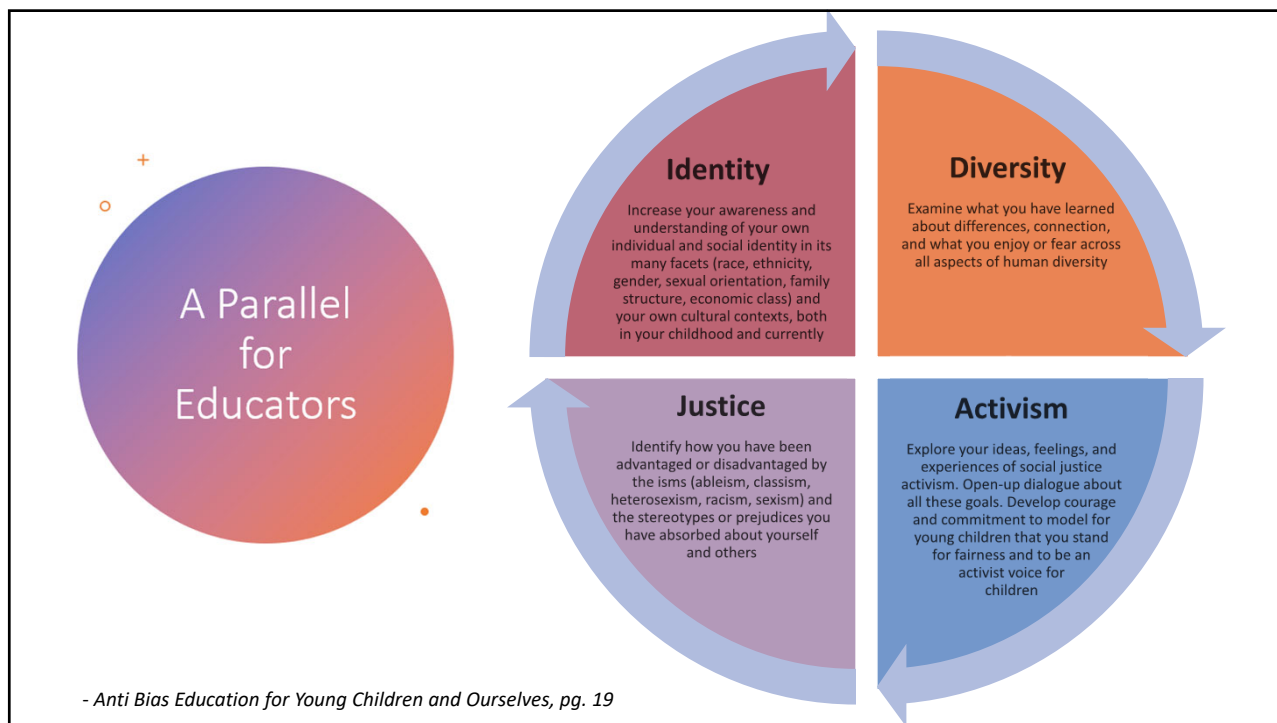 A Parallel
for
Educators
Identity
Increase your awareness and
understanding of your own
individual and social identity in its
many facets (race, ethnicity,
gender, sexual orientation, family
structure, economic class) and
your own cultural contexts, both
in your childhood and currently
Diversity
Examine what you have learned
about differences, connection,
and what you enjoy or fear across
all aspects of human diversity
Justice
Identify how you have been
advantaged or disadvantaged by
the isms (ableism, classism,
heterosexism, racism, sexism) and
the stereotypes or prejudices you
have absorbed about yourself
and others
Activism
Explore your ideas, feelings, and
experiences of social justice
activism. Open-up dialogue about
all these goals. Develop courage
and commitment to model for
young children that you stand
for fairness and to be an
activist voice for
children
- Anti Bias Education for Young Children and Ourselves, pg. 19